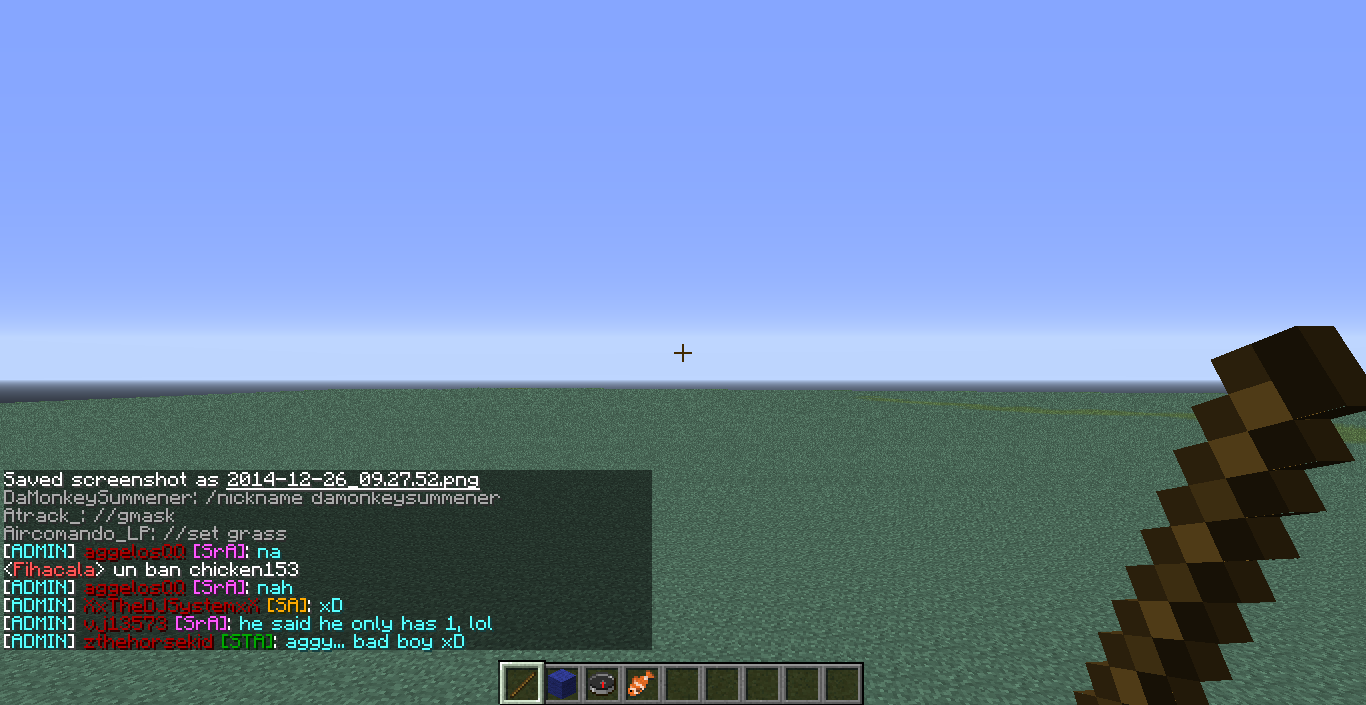 Saved screenshot as 2014-12-26_09.27.52.png
DaMonkeySummener: /nickname damonkeysummener
Atrack_: //gmask
Aircomando_LP: //set grass
[ADMIN] aggelosQQ [SrA]: na
<Fihacala> un ban chicken153
[ADMIN] aggelosQQ [SrA]: nah
[ADMIN] XxTheDJSystemxX [SA]: xD
[ADMIN] vj13573 [SrA]: he said he only has 1, lol
[ADMIN] zthehorsekid [STA]: aggy... bad boy xD